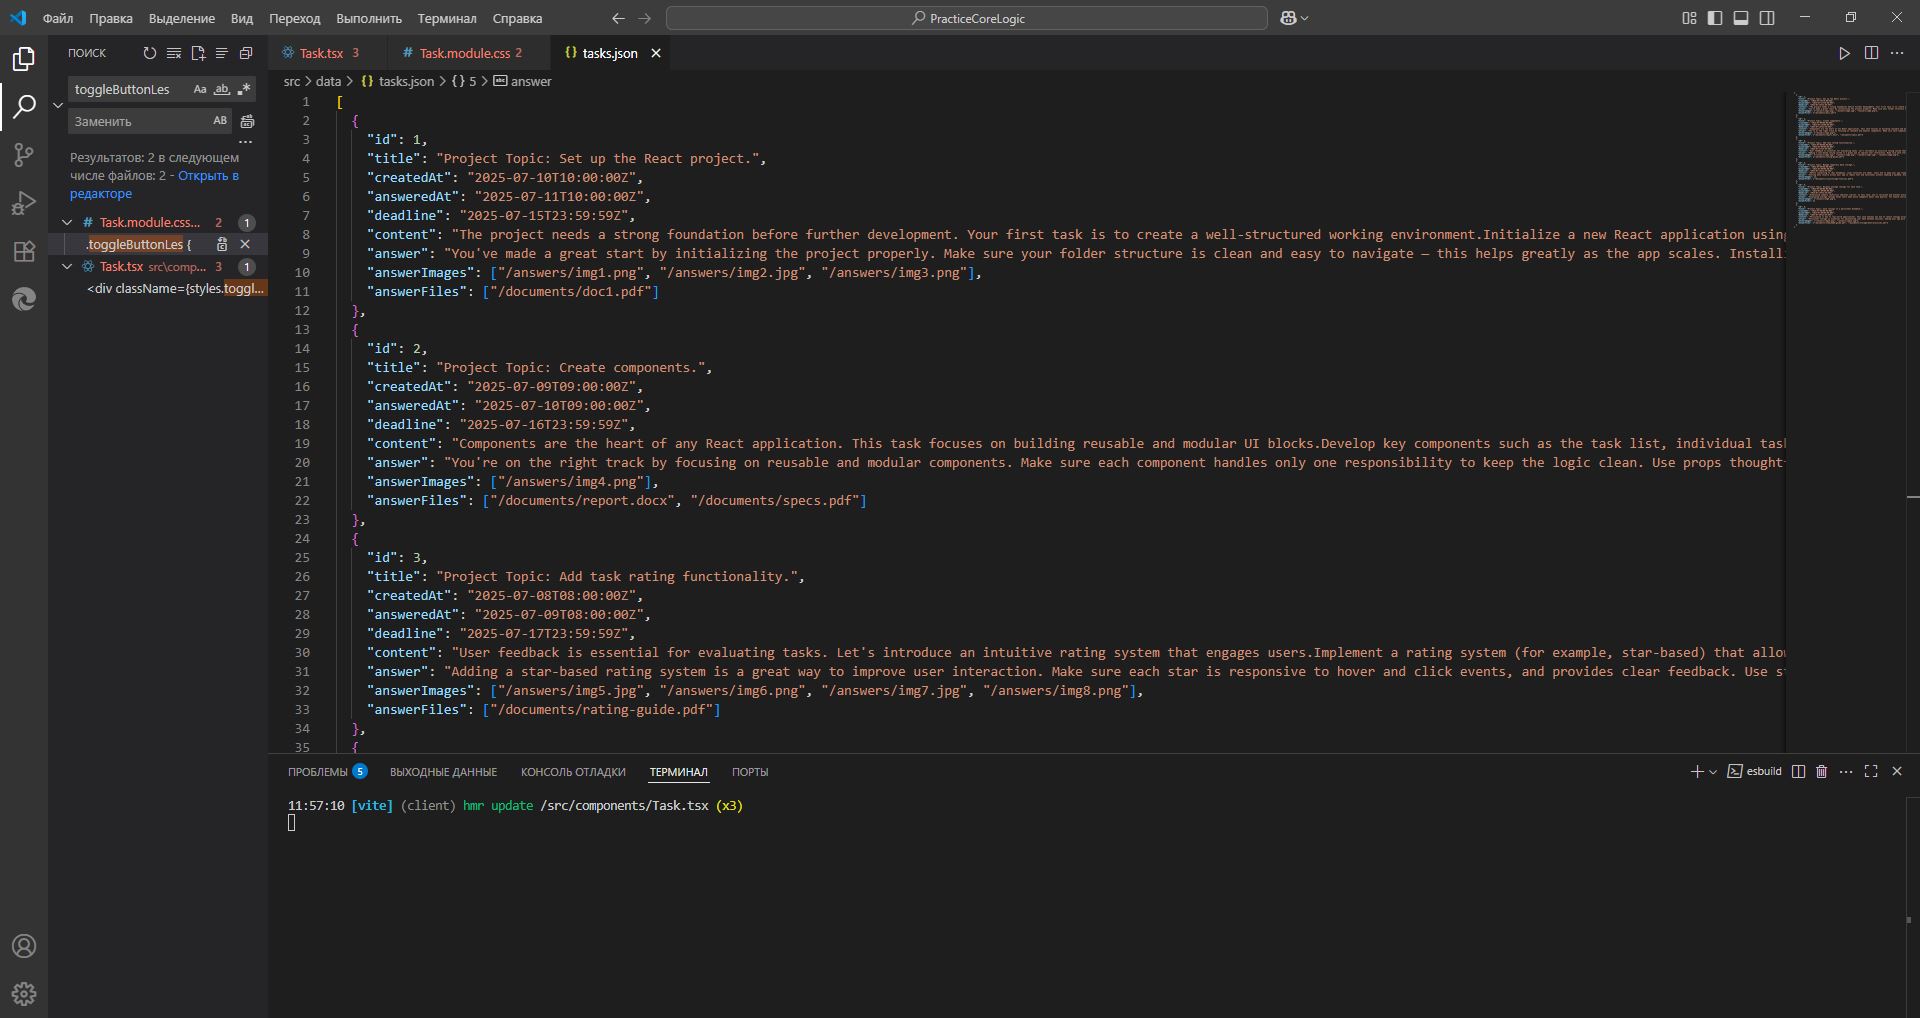 Файл Правка Выделение Вид Переход Выполнить Терминал Справка
PracticeCoreLogic
ПОИСК
toggleButtonLes Aa ab .*
Заменить AB
Результатов: 2 в следующем
числе файлов: 2 - Открыть в
редакторе
# Task.module.css... 2 1
.toggleButtonLes {
Task.tsx src\comp... 3 1
<div className={styles.toggl...
Task.tsx 3
# Task.module.css 2
{} tasks.json
src > data > {} tasks.json > {} 5 > abc answer
1 [
2 {
3 "id": 1,
4 "title": "Project Topic: Set up the React project.",
5 "createdAt": "2025-07-10T10:00:00Z",
6 "answeredAt": "2025-07-11T10:00:00Z",
7 "deadline": "2025-07-15T23:59:59Z",
8 "content": "The project needs a strong foundation before further development. Your first task is to create a well-structured working environment.Initialize a new React application using
9 "answer": "You've made a great start by initializing the project properly. Make sure your folder structure is clean and easy to navigate — this helps greatly as the app scales. Installi
10 "answerImages": ["/answers/img1.png", "/answers/img2.jpg", "/answers/img3.png"],
11 "answerFiles": ["/documents/doc1.pdf"]
12 },
13 {
14 "id": 2,
15 "title": "Project Topic: Create components.",
16 "createdAt": "2025-07-09T09:00:00Z",
17 "answeredAt": "2025-07-10T09:00:00Z",
18 "deadline": "2025-07-16T23:59:59Z",
19 "content": "Components are the heart of any React application. This task focuses on building reusable and modular UI blocks.Develop key components such as the task list, individual task
20 "answer": "You're on the right track by focusing on reusable and modular components. Make sure each component handles only one responsibility to keep the logic clean. Use props thought
21 "answerImages": ["/answers/img4.png"],
22 "answerFiles": ["/documents/report.docx", "/documents/specs.pdf"]
23 },
24 {
25 "id": 3,
26 "title": "Project Topic: Add task rating functionality.",
27 "createdAt": "2025-07-08T08:00:00Z",
28 "answeredAt": "2025-07-09T08:00:00Z",
29 "deadline": "2025-07-17T23:59:59Z",
30 "content": "User feedback is essential for evaluating tasks. Let's introduce an intuitive rating system that engages users.Implement a rating system (for example, star-based) that allo
31 "answer": "Adding a star-based rating system is a great way to improve user interaction. Make sure each star is responsive to hover and click events, and provides clear feedback. Use s
32 "answerImages": ["/answers/img5.jpg", "/answers/img6.png", "/answers/img7.jpg", "/answers/img8.png"],
33 "answerFiles": ["/documents/rating-guide.pdf"]
34 },
35 {
ПРОБЛЕМЫ 5 ВЫХОДНЫЕ ДАННЫЕ КОНСОЛЬ ОТЛАДКИ ТЕРМИНАЛ ПОРТЫ
esbuild
11:57:10 [vite] (client) hmr update /src/components/Task.tsx (x3)